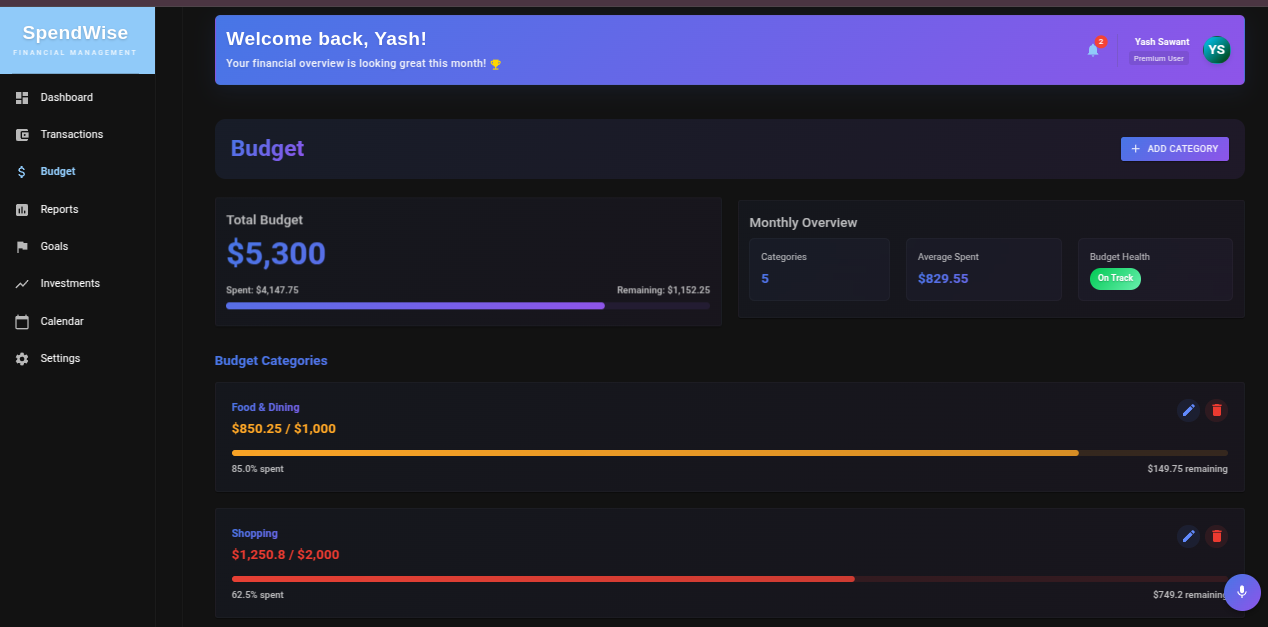 SpendWise
FINANCIAL MANAGEMENT
Dashboard
Transactions
Budget
Reports
Goals
Investments
Calendar
Settings
Welcome back, Yash!
Your financial overview is looking great this month! 🏆
2
Yash Sawant
Premium User
YS
Budget
+ ADD CATEGORY
Total Budget
$5,300
Spent: $4,147.75
Remaining: $1,152.25
Monthly Overview
Categories
5
Average Spent
$829.55
Budget Health
On Track
Budget Categories
Food & Dining
$850.25 / $1,000
85.0% spent
$149.75 remaining
Shopping
$1,250.8 / $2,000
62.5% spent
$749.2 remaining